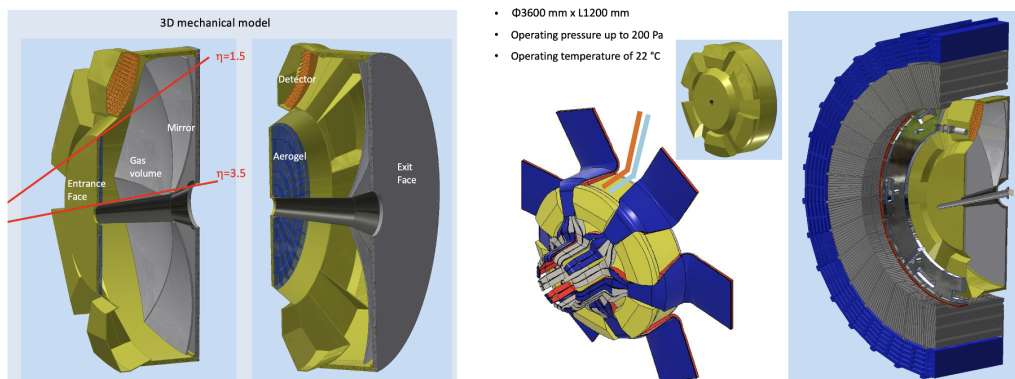 3D mechanical model
η=1.5
Mirror
Gas
volume
Entrance
Face
η=3.5
Detector
Aerogel
Exit
Face
• Φ3600 mm x L1200 mm
• Operating pressure up to 200 Pa
• Operating temperature of 22 °C